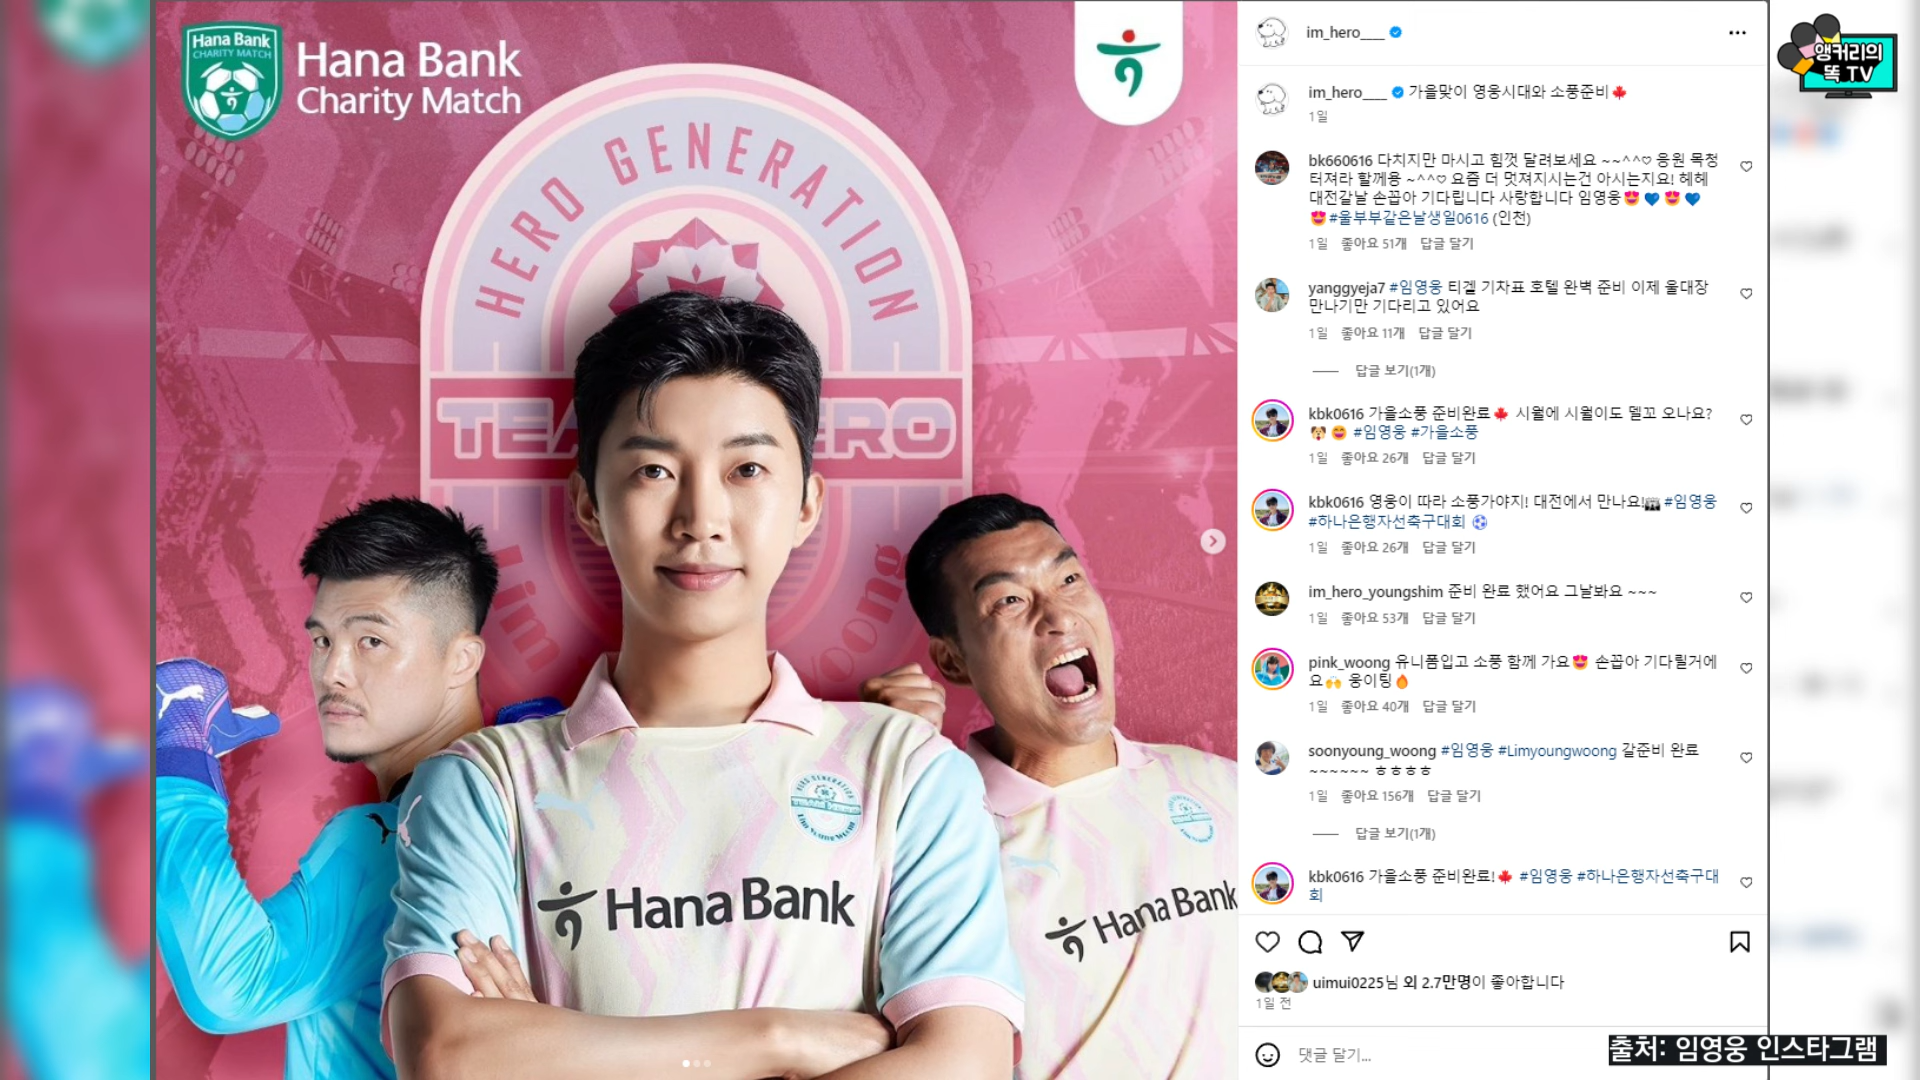 Hana Bank
CHARITY MATCH
Hana Bank
Charity Match
HERO GENERATION
TEAM HERO
Lim
Woong
HERO GENERATION
TEAM HERO
LIM YOUNG WOONG
Hana Bank
Hana Bank
im_hero____
im_hero____ 가을맞이 영웅시대와 소풍준비🍁
1일
bk660616 다치지만 마시고 힘껏 달려보세요 ~~^^♡ 응원 목청
터져라 할께용 ~^^♡ 요즘 더 멋져지시는건 아시는지요! 헤헤
대전갈날 손꼽아 기다립니다 사랑합니다 임영웅😍💙😍💙
😍#울부부같은날생일0616 (인천)
1일 좋아요 51개 답글 달기
yanggyeja7 #임영웅 티겔 기차표 호텔 완벽 준비 이제 울대장
만나기만 기다리고 있어요
1일 좋아요 11개 답글 달기
답글 보기(1개)
kbk0616 가을소풍 준비완료🍁 시월에 시월이도 델꼬 오나요?
🐶😄 #임영웅 #가을소풍
1일 좋아요 26개 답글 달기
kbk0616 영웅이 따라 소풍가야지! 대전에서 만나요!🏟 #임영웅
#하나은행자선축구대회 ⚽
1일 좋아요 26개 답글 달기
im_hero_youngshim 준비 완료 했어요 그날봐요 ~~~
1일 좋아요 53개 답글 달기
pink_woong 유니폼입고 소풍 함께 가요😍 손꼽아 기다릴거에
요🙌 웅이팅🔥
1일 좋아요 40개 답글 달기
soonyoung_woong #임영웅 #Limyoungwoong 갈준비 완료
~~~~~~ ㅎㅎㅎㅎ
1일 좋아요 156개 답글 달기
답글 보기(1개)
kbk0616 가을소풍 준비완료!🍁 #임영웅 #하나은행자선축구대
회
uimui0225님 외 2.7만명이 좋아합니다
1일 전
댓글 달기...
앵커리의
똑 TV
출처: 임영웅 인스타그램